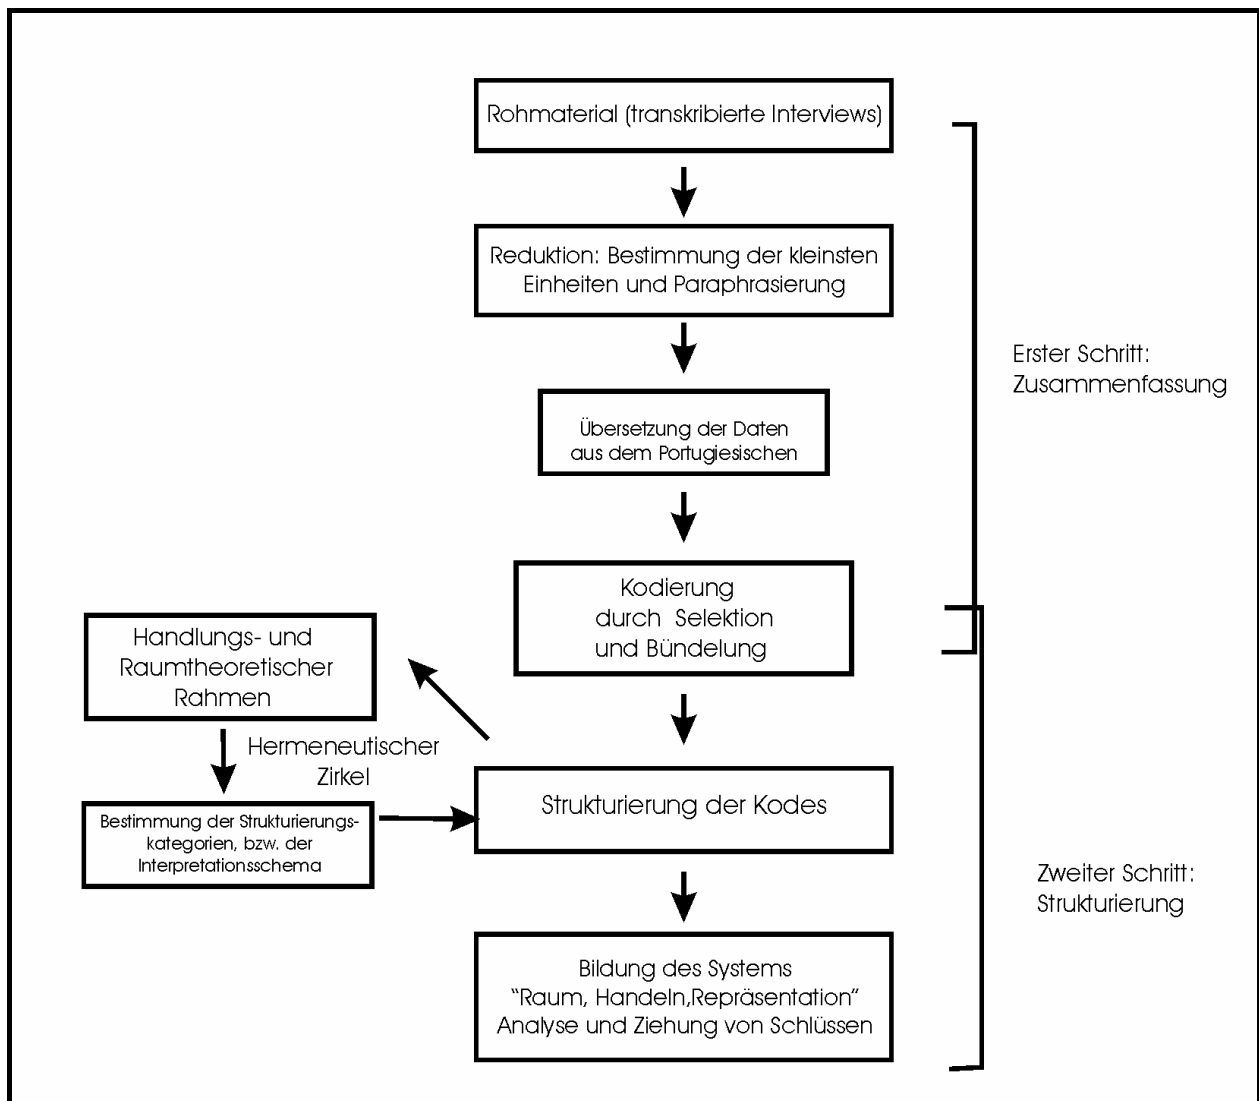 Rohmaterial (transkribierte Interviews)
Reduktion: Bestimmung der kleinsten
Einheiten und Paraphrasierung
Erster Schritt:
Zusammenfassung
Übersetzung der Daten
aus dem Portugiesischen
Kodierung
durch Selektion
und Bündelung
Handlungs- und
Raumtheoretischer
Rahmen
Hermeneutischer
Zirkel
Bestimmung der Strukturierungs-
kategorien, bzw. der
Interpretationsschema
Strukturierung der Kodes
Zweiter Schritt:
Strukturierung
Bildung des Systems
"Raum, Handeln,Repräsentation"
Analyse und Ziehung von Schlüssen